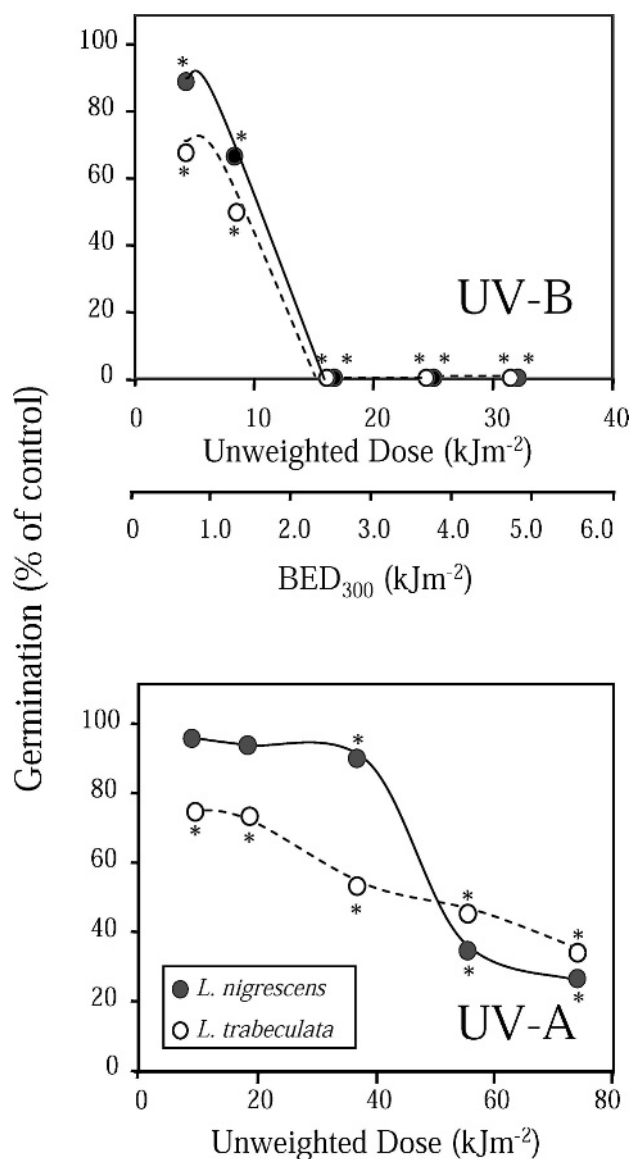 Germination (% of control)
100
80
60
40
20
0
* * * * * * * * * *
UV-B
0 10 20 30 40
Unweighted Dose (kJm-2)
0 1.0 2.0 3.0 4.0 5.0 6.0
BED300 (kJm-2)
100
80
60
40
20
0
* * * * * * * *
L. nigrescens
L. trabeculata
UV-A
0 20 40 60 80
Unweighted Dose (kJm-2)